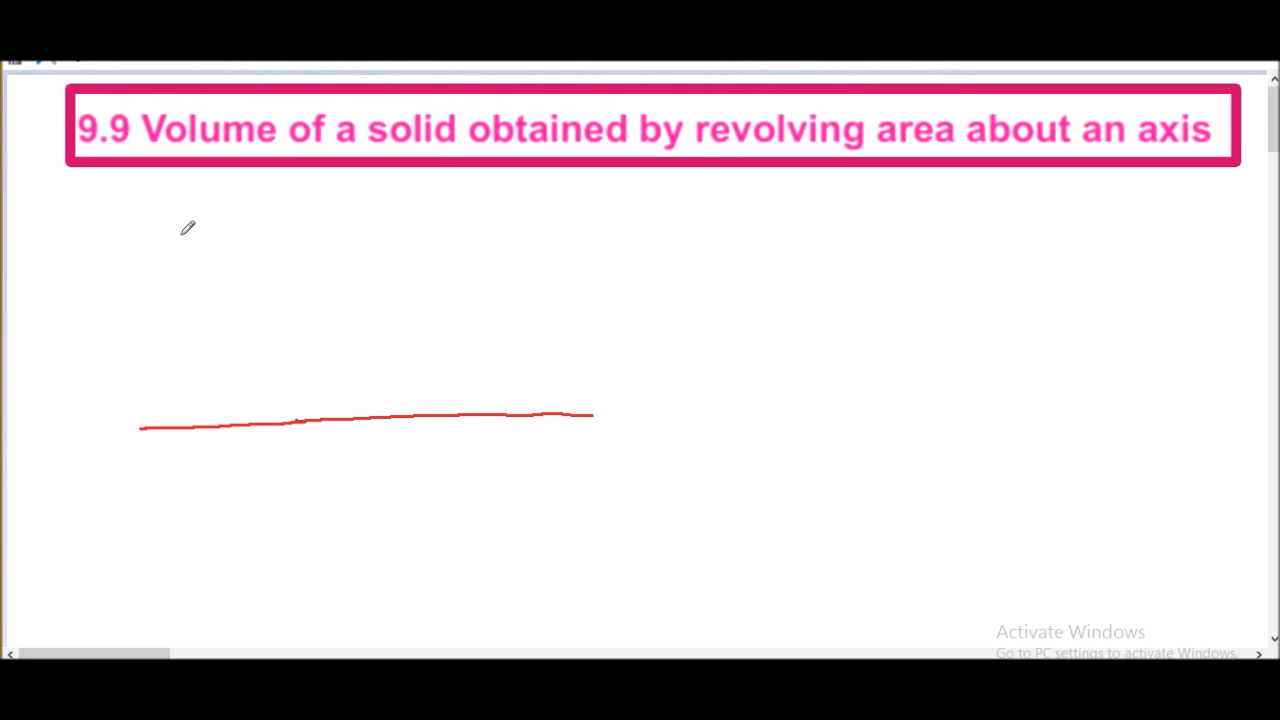 9.9 Volume of a solid obtained by revolving area about an axis
Activate Windows
Go to PC settings to activate Windows.